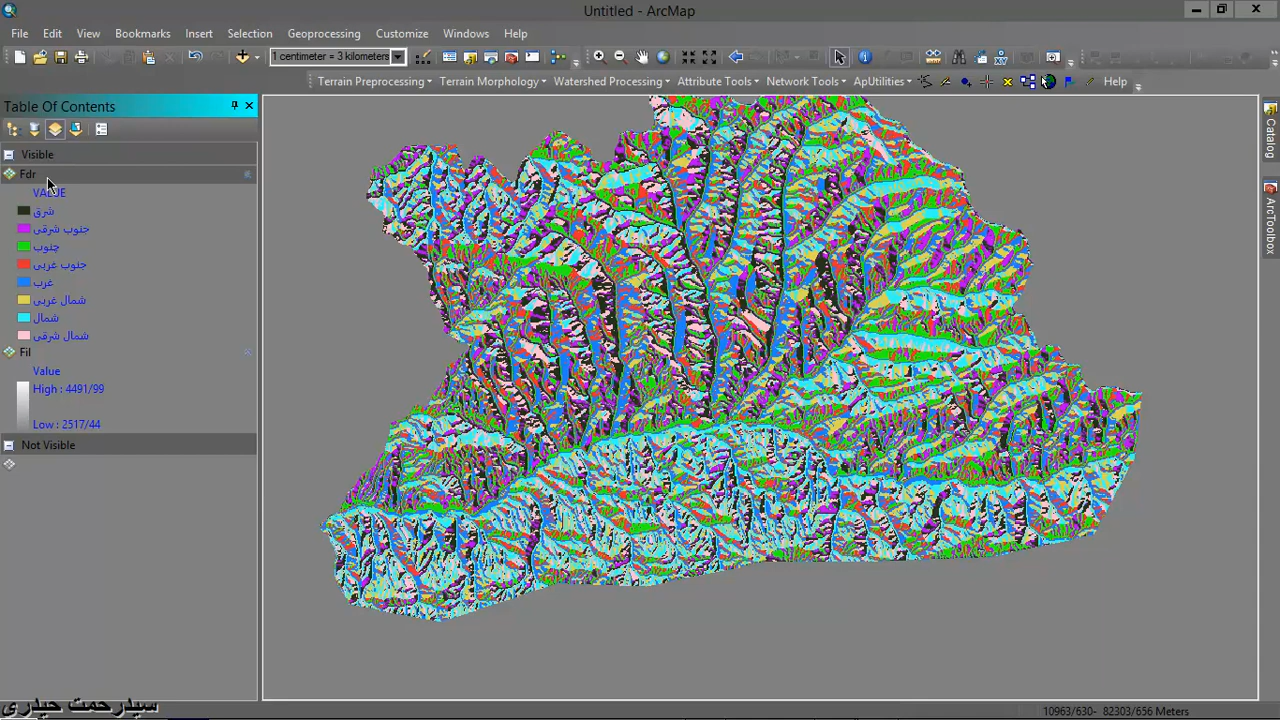 Untitled - ArcMap
File Edit View Bookmarks Insert Selection Geoprocessing Customize Windows Help
1 centimeter = 3 kilometers
Terrain Preprocessing Terrain Morphology Watershed Processing Attribute Tools Network Tools ApUtilities Help
Table Of Contents
Visible
Fdr
VALUE
شرق
جنوب شرقی
جنوب
جنوب غربی
غرب
شمال غربی
شمال
شمال شرقی
Fil
Value
High : 4491/99
Low : 2517/44
Not Visible
Catalog
ArcToolbox
سیدرحمت حیدری
10963/630- 82303/656 Meters